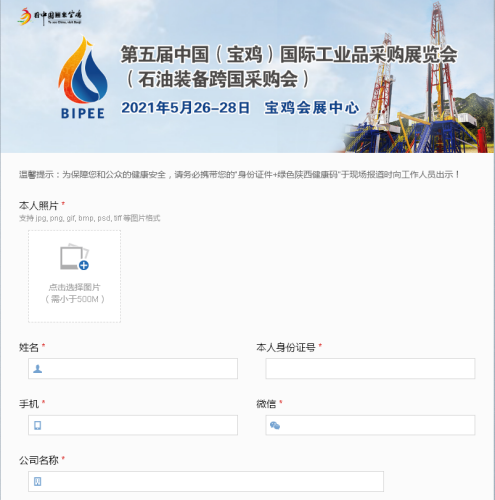 看中国丽空宝鸡
第五届中国（宝鸡）国际工业品采购展览会
（石油装备跨国采购会）
BIPEE
2021年5月26-28日 宝鸡会展中心
温馨提示：为保障您和公众的健康安全，请务必携带您的“身份证件+绿色陕西健康码”于现场报道时向工作人员出示！
本人照片 *
支持 jpg, png, gif, bmp, psd, tiff 等图片格式
点击选择图片
（需小于500M）
姓名 *
本人身份证号 *
手机 *
微信 *
公司名称 *